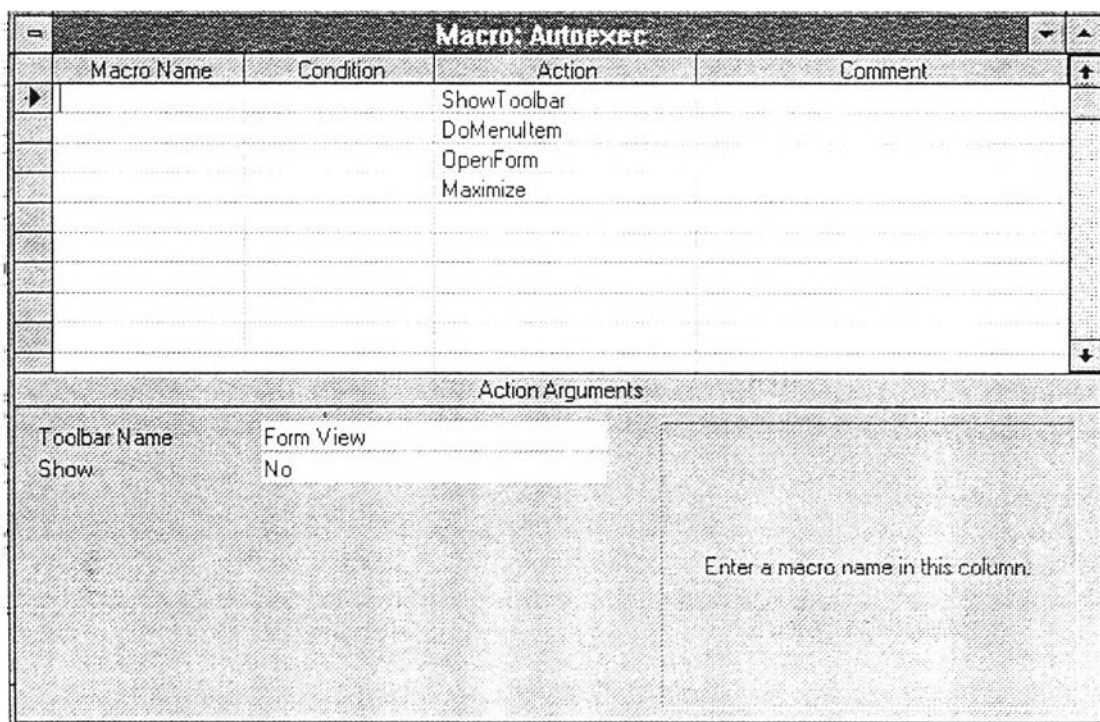 Macro: Autoexec
Macro Name Condition Action Comment
ShowToolbar
DoMenuItem
OpenForm
Maximize
Action Arguments
Toolbar Name Form View
Show No
Enter a macro name in this column.